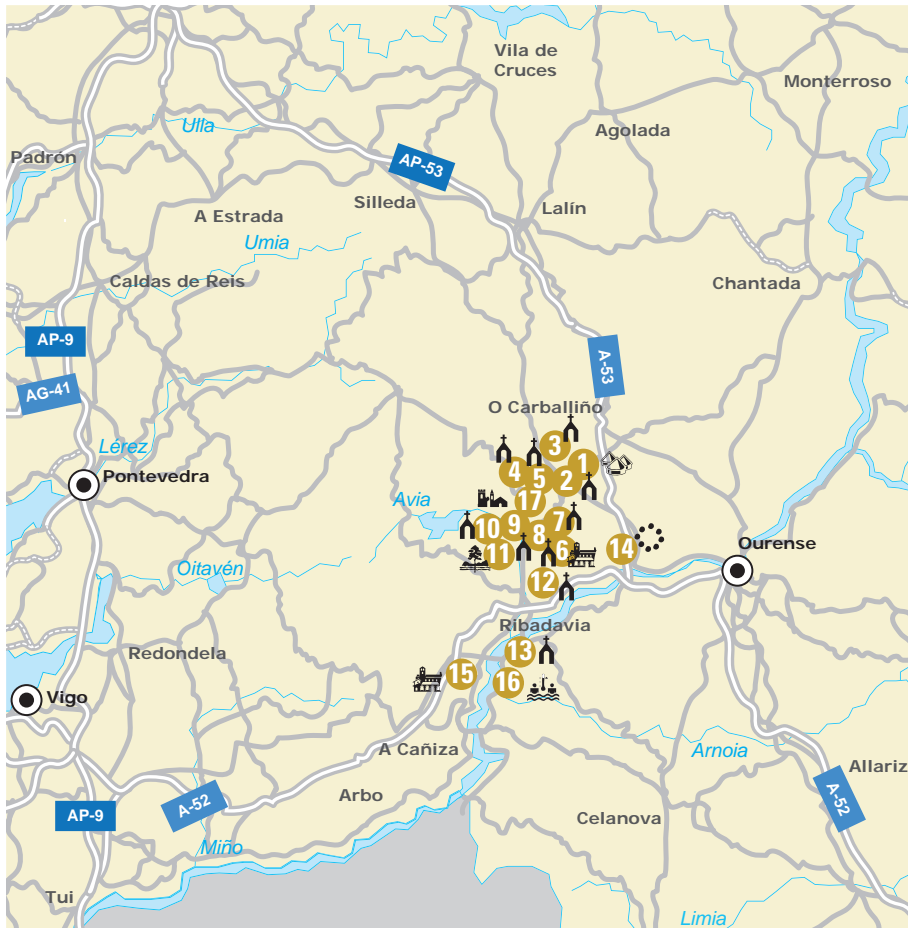 Vila de
Cruces
Monterroso
Ulla
Agolada
Padrón
AP-53
Silleda
Lalín
A Estrada
Umia
Caldas de Reis
Chantada
AP-9
A-53
AG-41
O Carballiño
Lérez
3
1
4
5
2
Pontevedra
17
Avia
10
9
7
8
6
14
11
Ourense
Oitavén
12
Ribadavia
Redondela
13
15
16
Vigo
A Cañiza
Arnoia
Allariz
Arbo
A-52
A-52
AP-9
Celanova
Miño
Tui
Limia